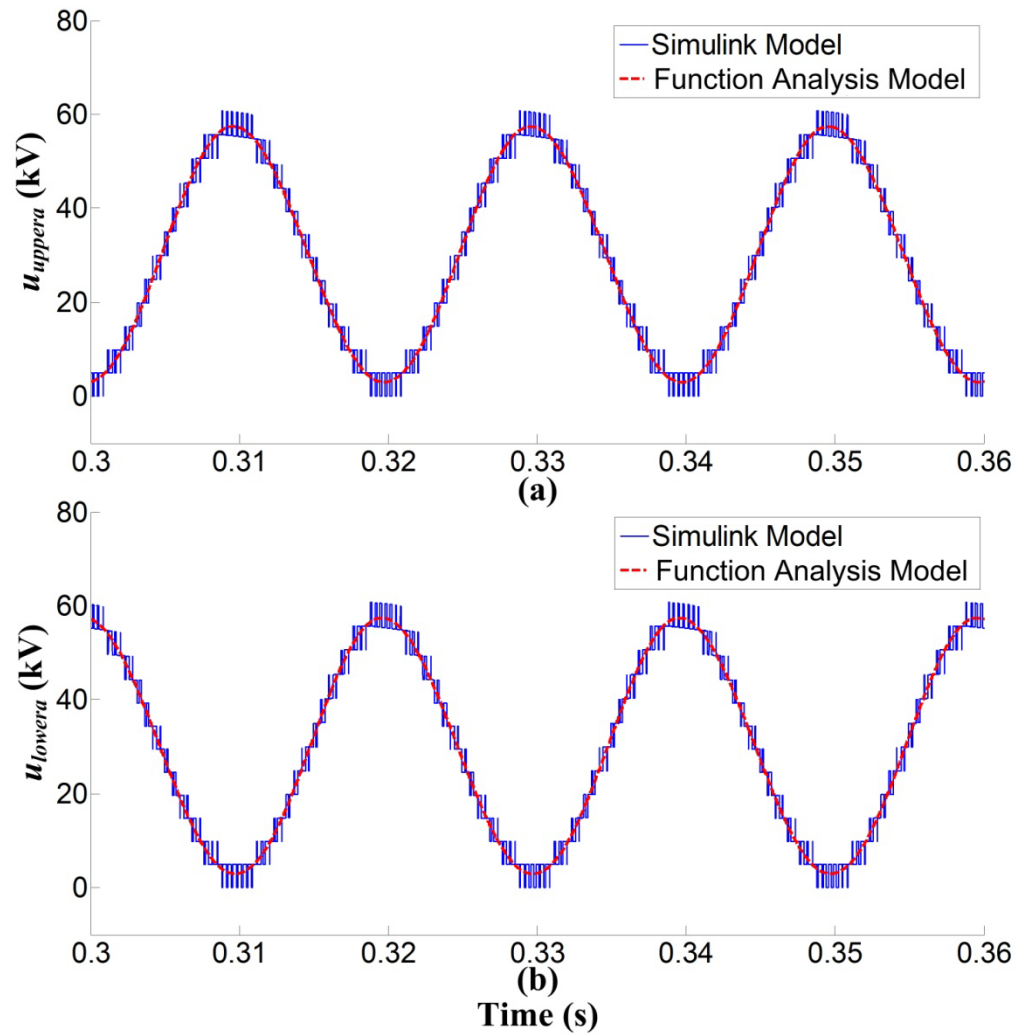 80
60
40
20
0
u_uppera (kV)
Simulink Model
Function Analysis Model
0.3 0.31 0.32 0.33 0.34 0.35 0.36
(a)
80
60
40
20
0
u_lowera (kV)
Simulink Model
Function Analysis Model
0.3 0.31 0.32 0.33 0.34 0.35 0.36
(b)
Time (s)